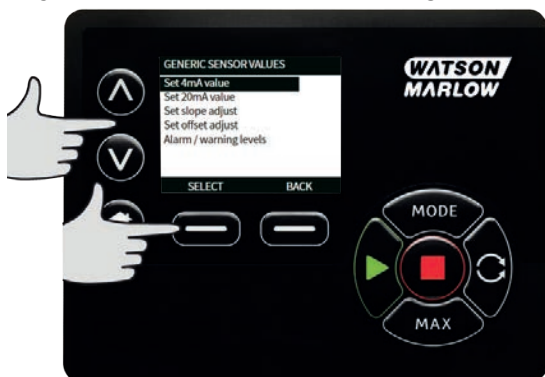 GENERIC SENSOR VALUES
Set 4mA value
Set 20mA value
Set slope adjust
Set offset adjust
Alarm / warning levels
SELECT BACK
WATSON
MARLOW
MODE
MAX